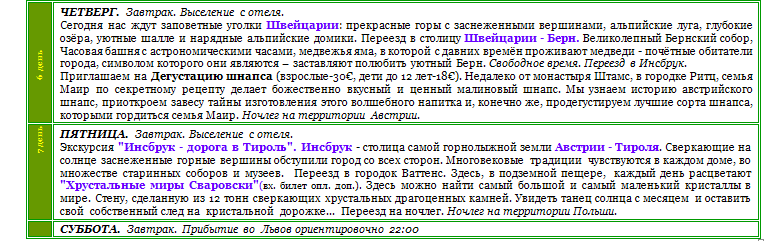 6 день
ЧЕТВЕРГ. Завтрак. Выселение с отеля.
Сегодня нас ждут заповетные уголки Швейцарии: прекрасные горы с заснеженными вершинами, альпийские луга, глубокие
озёра, уютные шалле и нарядные альпийские домики. Переезд в столицу Швейцарии - Берн. Великолепный Бернский собор,
Часовая башня с астрономическими часами, медвежья яма, в которой с давних времён проживают медведи - почётные обитатели
города, символом которого они являются – заставляют полюбить уютный Берн. Свободное время. Переезд в Инсбрук.
Приглашаем на Дегустацию шнапса (взрослые-30€, дети до 12 лет-18€). Недалеко от монастыря Штамс, в городке Ритц, семья
Маир по секретному рецепту делает божественно вкусный и ценный малиновый шнапс. Мы узнаем историю австрийского
шнапс, приоткроем завесу тайны изготовления этого волшебного напитка и, конечно же, продегустируем лучшие сорта шнапса,
которыми гордиться семья Маир. Ночлег на территории Австрии.
7 день
ПЯТНИЦА. Завтрак. Выселение с отеля.
Экскурсия "Инсбрук - дорога в Тироль". Инсбрук - столица самой горнолыжной земли Австрии - Тироля. Сверкающие на
солнце заснеженные горные вершины обступили город со всех сторон. Многовековые традиции чувствуются в каждом доме, во
множестве старинных соборов и музеев. Переезд в городок Ваттенс. Здесь, в подземной пещере, каждый день расцветают
"Хрустальные миры Сваровски"(вх. билет опл. доп.). Здесь можно найти самый большой и самый маленький кристаллы в
мире. Стену, сделанную из 12 тонн сверкающих хрустальных драгоценных камней. Увидеть танец солнца с месяцем и оставить
свой собственный след на кристальной дорожке... Переезд на ночлег. Ночлег на территории Польши.
СУББОТА. Завтрак. Прибытие во Львов ориентировочно 22:00